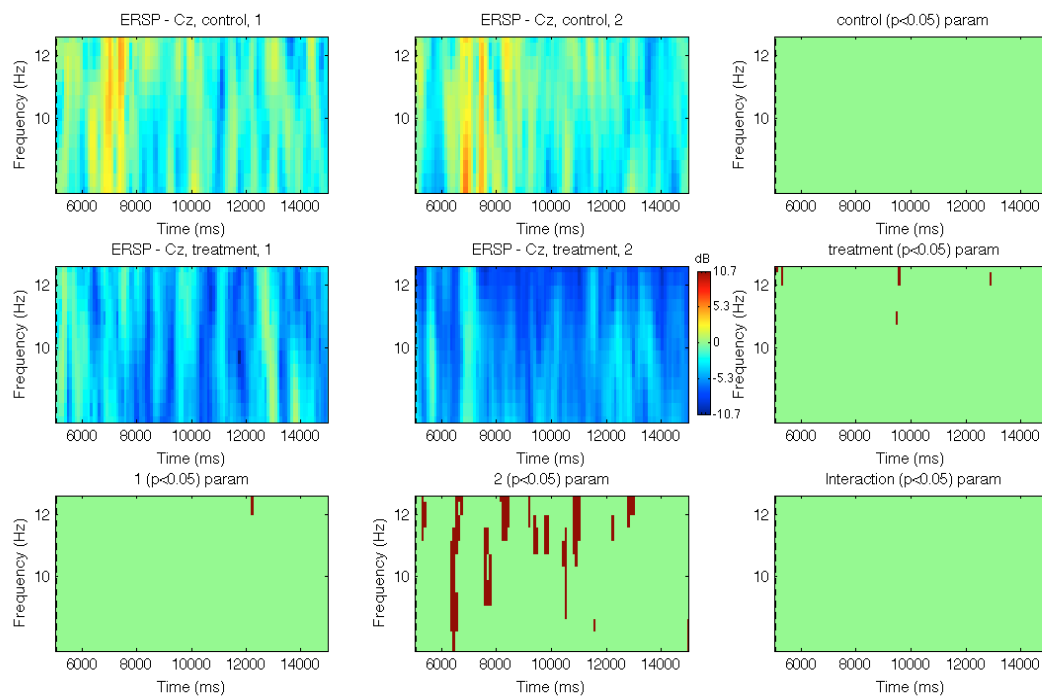 ERSP - Cz, control, 1
ERSP - Cz, control, 2
control (p<0.05) param
Frequency (Hz)
12
10
6000 8000 10000 12000 14000
Time (ms)
Frequency (Hz)
12
10
6000 8000 10000 12000 14000
Time (ms)
Frequency (Hz)
12
10
6000 8000 10000 12000 14000
Time (ms)
ERSP - Cz, treatment, 1
ERSP - Cz, treatment, 2
treatment (p<0.05) param
Frequency (Hz)
12
10
6000 8000 10000 12000 14000
Time (ms)
Frequency (Hz)
12
10
6000 8000 10000 12000 14000
Time (ms)
dB
10.7
5.3
0
-5.3
-10.7
Frequency (Hz)
12
10
6000 8000 10000 12000 14000
Time (ms)
1 (p<0.05) param
2 (p<0.05) param
Interaction (p<0.05) param
Frequency (Hz)
12
10
6000 8000 10000 12000 14000
Time (ms)
Frequency (Hz)
12
10
6000 8000 10000 12000 14000
Time (ms)
Frequency (Hz)
12
10
6000 8000 10000 12000 14000
Time (ms)